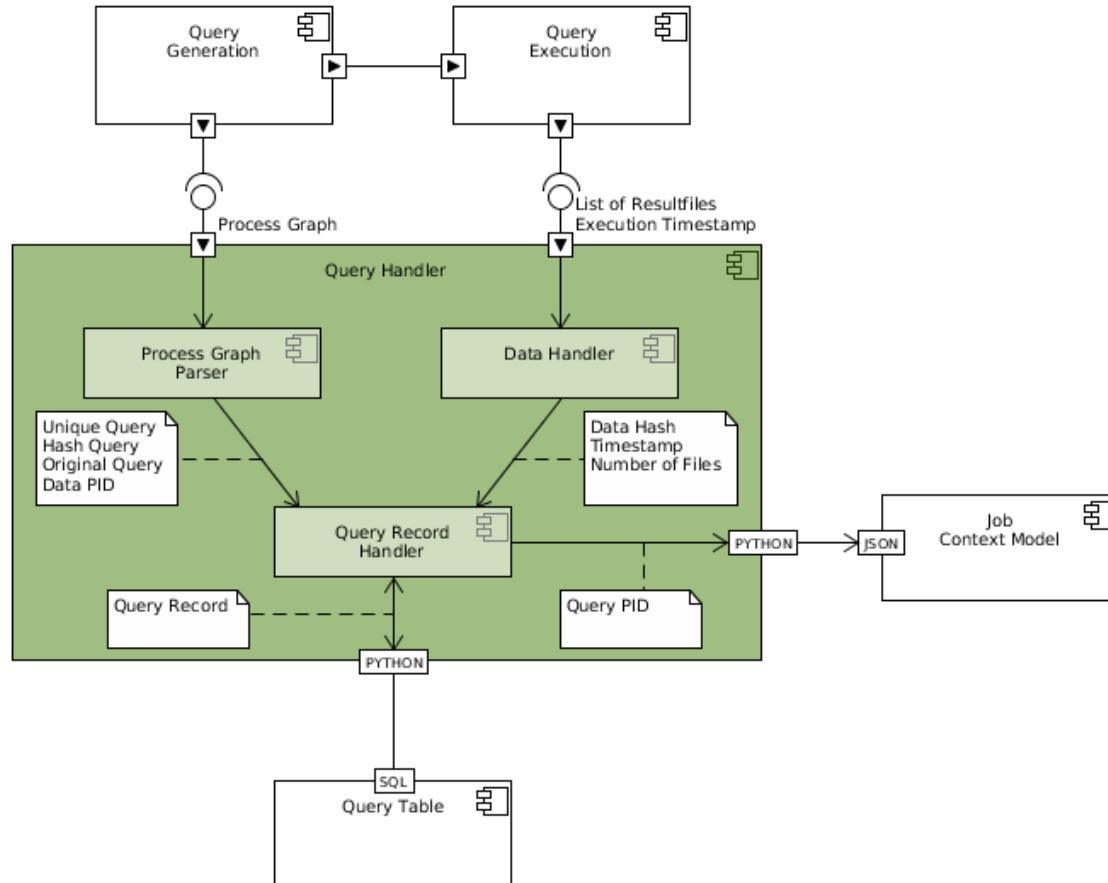 Query
Generation
Query
Execution
Process Graph
List of Resultfiles
Execution Timestamp
Query Handler
Process Graph
Parser
Data Handler
Unique Query
Hash Query
Original Query
Data PID
Data Hash
Timestamp
Number of Files
Query Record
Handler
PYTHON
JSON
Job
Context Model
Query Record
Query PID
PYTHON
SQL
Query Table